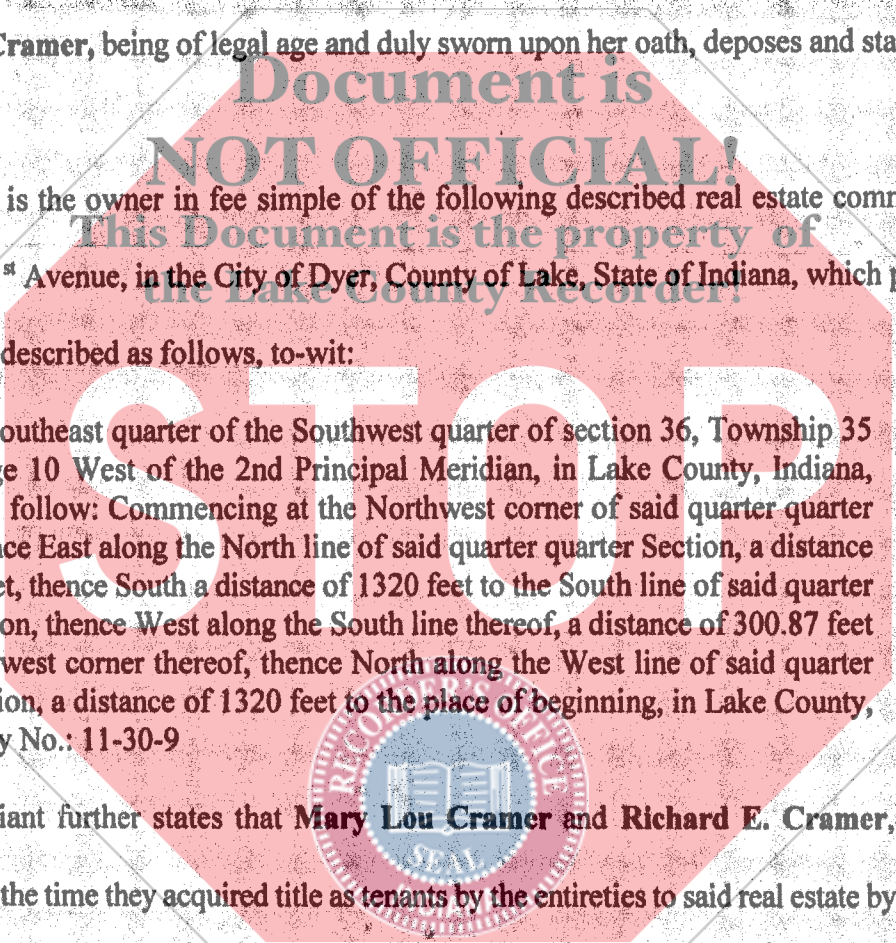 Cramer, being of legal age and duly sworn upon her oath, deposes and sta
Document is
NOT OFFICIAL!
is the owner in fee simple of the following described real estate com
This Document is the property of
st Avenue, in the City of Dyer, County of Lake, State of Indiana, which p
the Lake County Recorder!
described as follows, to-wit:
STOP
outheast quarter of the Southwest quarter of section 36, Township 35
ge 10 West of the 2nd Principal Meridian, in Lake County, Indiana,
follow: Commencing at the Northwest corner of said quarter quarter
nce East along the North line of said quarter quarter Section, a distance
et, thence South a distance of 1320 feet to the South line of said quarter
on, thence West along the South line thereof, a distance of 300.87 feet
west corner thereof, thence North along the West line of said quarter
ion, a distance of 1320 feet to the place of beginning, in Lake County,
y No.: 11-30-9
RECORDER'S OFFICE
SEAL
iant further states that Mary Lou Cramer and Richard E. Cramer,
the time they acquired title as tenants by the entireties to said real estate by